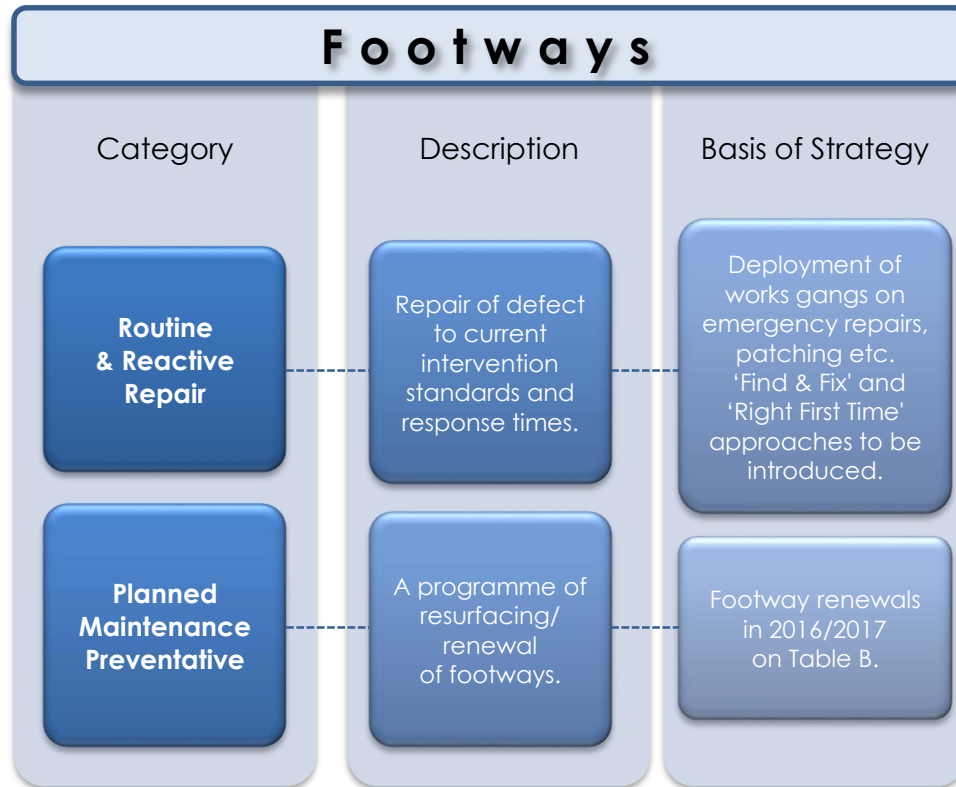 Footways
Category
Description
Basis of Strategy
Routine
& Reactive
Repair
Repair of defect
to current
intervention
standards and
response times.
Deployment of
works gangs on
emergency repairs,
patching etc.
‘Find & Fix' and
‘Right First Time'
approaches to be
introduced.
Planned
Maintenance
Preventative
A programme of
resurfacing/
renewal
of footways.
Footway renewals
in 2016/2017
on Table B.